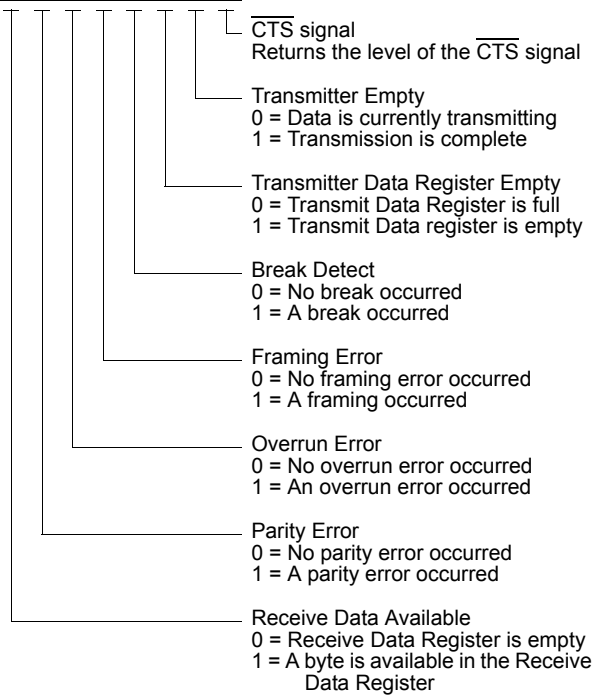 CTS signal
Returns the level of the CTS signal
Transmitter Empty
0 = Data is currently transmitting
1 = Transmission is complete
Transmitter Data Register Empty
0 = Transmit Data Register is full
1 = Transmit Data register is empty
Break Detect
0 = No break occurred
1 = A break occurred
Framing Error
0 = No framing error occurred
1 = A framing occurred
Overrun Error
0 = No overrun error occurred
1 = An overrun error occurred
Parity Error
0 = No parity error occurred
1 = A parity error occurred
Receive Data Available
0 = Receive Data Register is empty
1 = A byte is available in the Receive
Data Register